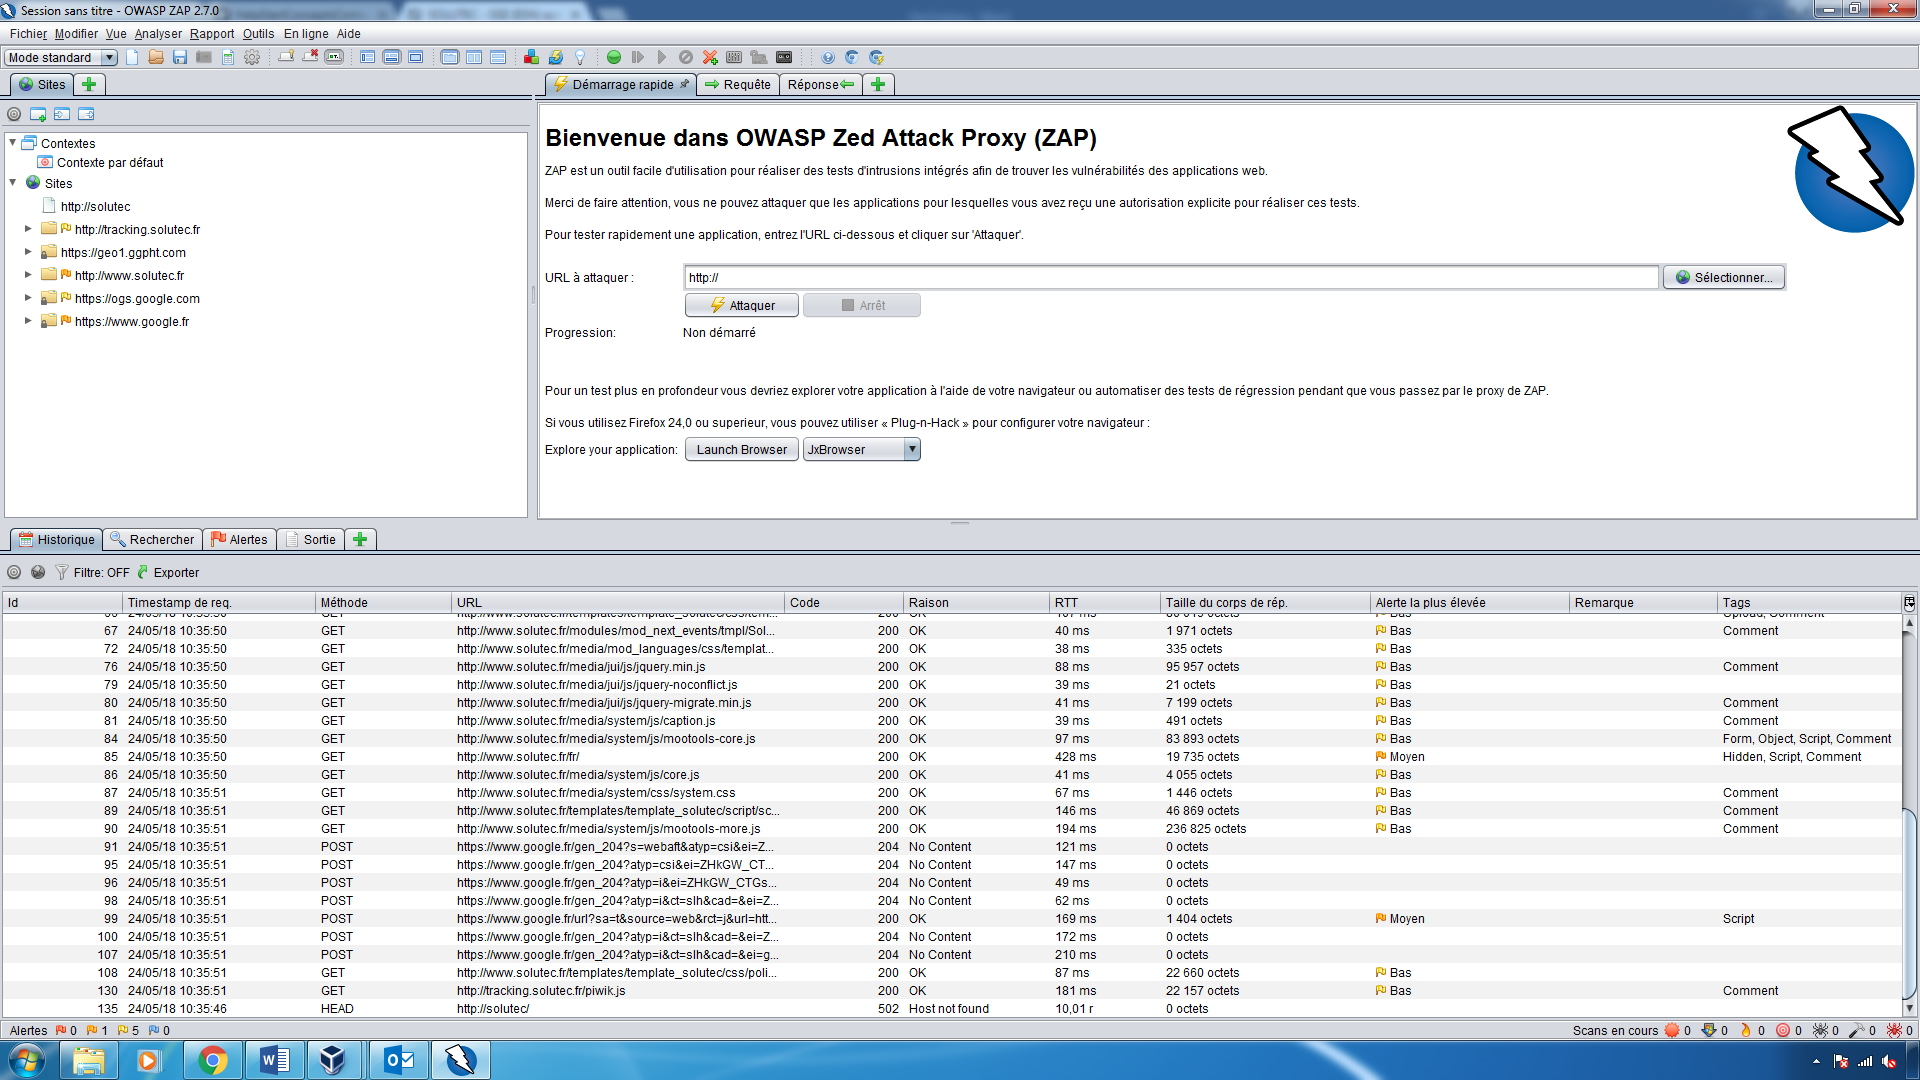 Session sans titre - OWASP ZAP 2.7.0
Fichier Modifier Vue Analyser Rapport Outils En ligne Aide
Mode standard
Sites
Démarrage rapide Requête Réponse
Contextes
Contexte par défaut
Sites
http://solutec
http://tracking.solutec.fr
https://geo1.ggpht.com
http://www.solutec.fr
https://ogs.google.com
https://www.google.fr
Bienvenue dans OWASP Zed Attack Proxy (ZAP)
ZAP est un outil facile d'utilisation pour réaliser des tests d'intrusions intégrés afin de trouver les vulnérabilités des applications web.
Merci de faire attention, vous ne pouvez attaquer que les applications pour lesquelles vous avez reçu une autorisation explicite pour réaliser ces tests.
Pour tester rapidement une application, entrez l'URL ci-dessous et cliquer sur 'Attaquer'.
URL à attaquer : http:// Sélectionner...
Attaquer Arrêt
Progression: Non démarré
Pour un test plus en profondeur vous devriez explorer votre application à l'aide de votre navigateur ou automatiser des tests de régression pendant que vous passez par le proxy de ZAP.
Si vous utilisez Firefox 24,0 ou superieur, vous pouvez utiliser « Plug-n-Hack » pour configurer votre navigateur :
Explore your application: Launch Browser JxBrowser
Historique Rechercher Alertes Sortie
Filtre: OFF Exporter
Id Timestamp de req. Méthode URL Code Raison RTT Taille du corps de rép. Alerte la plus élevée Remarque Tags
67 24/05/18 10:35:50 GET http://www.solutec.fr/modules/mod_next_events/tmpl/Sol... 200 OK 40 ms 1 971 octets Bas Comment
72 24/05/18 10:35:50 GET http://www.solutec.fr/media/mod_languages/css/templat... 200 OK 38 ms 335 octets Bas
76 24/05/18 10:35:50 GET http://www.solutec.fr/media/jui/js/jquery.min.js 200 OK 88 ms 95 957 octets Bas Comment
79 24/05/18 10:35:50 GET http://www.solutec.fr/media/jui/js/jquery-noconflict.js 200 OK 39 ms 21 octets Bas
80 24/05/18 10:35:50 GET http://www.solutec.fr/media/jui/js/jquery-migrate.min.js 200 OK 41 ms 7 199 octets Bas Comment
81 24/05/18 10:35:50 GET http://www.solutec.fr/media/system/js/caption.js 200 OK 39 ms 491 octets Bas Comment
84 24/05/18 10:35:50 GET http://www.solutec.fr/media/system/js/mootools-core.js 200 OK 97 ms 83 893 octets Bas Form, Object, Script, Comment
85 24/05/18 10:35:50 GET http://www.solutec.fr/fr/ 200 OK 428 ms 19 735 octets Moyen Hidden, Script, Comment
86 24/05/18 10:35:50 GET http://www.solutec.fr/media/system/js/core.js 200 OK 41 ms 4 055 octets Bas
87 24/05/18 10:35:51 GET http://www.solutec.fr/media/system/css/system.css 200 OK 67 ms 1 446 octets Bas Comment
89 24/05/18 10:35:51 GET http://www.solutec.fr/templates/template_solutec/script/sc... 200 OK 146 ms 46 869 octets Bas Comment
90 24/05/18 10:35:51 GET http://www.solutec.fr/media/system/js/mootools-more.js 200 OK 194 ms 236 825 octets Bas Comment
91 24/05/18 10:35:51 POST https://www.google.fr/gen_204?s=webaft&atyp=csi&ei=Z... 204 No Content 121 ms 0 octets
95 24/05/18 10:35:51 POST https://www.google.fr/gen_204?atyp=csi&ei=ZHkGW_CT... 204 No Content 147 ms 0 octets
96 24/05/18 10:35:51 POST https://www.google.fr/gen_204?atyp=i&ei=ZHkGW_CTGs... 204 No Content 49 ms 0 octets
98 24/05/18 10:35:51 POST https://www.google.fr/gen_204?atyp=i&ct=slh&cad=&ei=Z... 204 No Content 62 ms 0 octets
99 24/05/18 10:35:51 POST https://www.google.fr/url?sa=t&source=web&rct=j&url=htt... 200 OK 169 ms 1 404 octets Moyen Script
100 24/05/18 10:35:51 POST https://www.google.fr/gen_204?atyp=i&ct=slh&cad=&ei=Z... 204 No Content 172 ms 0 octets
107 24/05/18 10:35:51 POST https://www.google.fr/gen_204?atyp=i&ct=slh&cad=&ei=g... 204 No Content 210 ms 0 octets
108 24/05/18 10:35:51 GET http://www.solutec.fr/templates/template_solutec/css/poli... 200 OK 87 ms 22 660 octets Bas
130 24/05/18 10:35:51 GET http://tracking.solutec.fr/piwik.js 200 OK 181 ms 22 157 octets Bas Comment
135 24/05/18 10:35:46 HEAD http://solutec/ 502 Host not found 10,01 r 0 octets
Alertes 0 1 5 0 Scans en cours 0 0 0 0 0 0 0